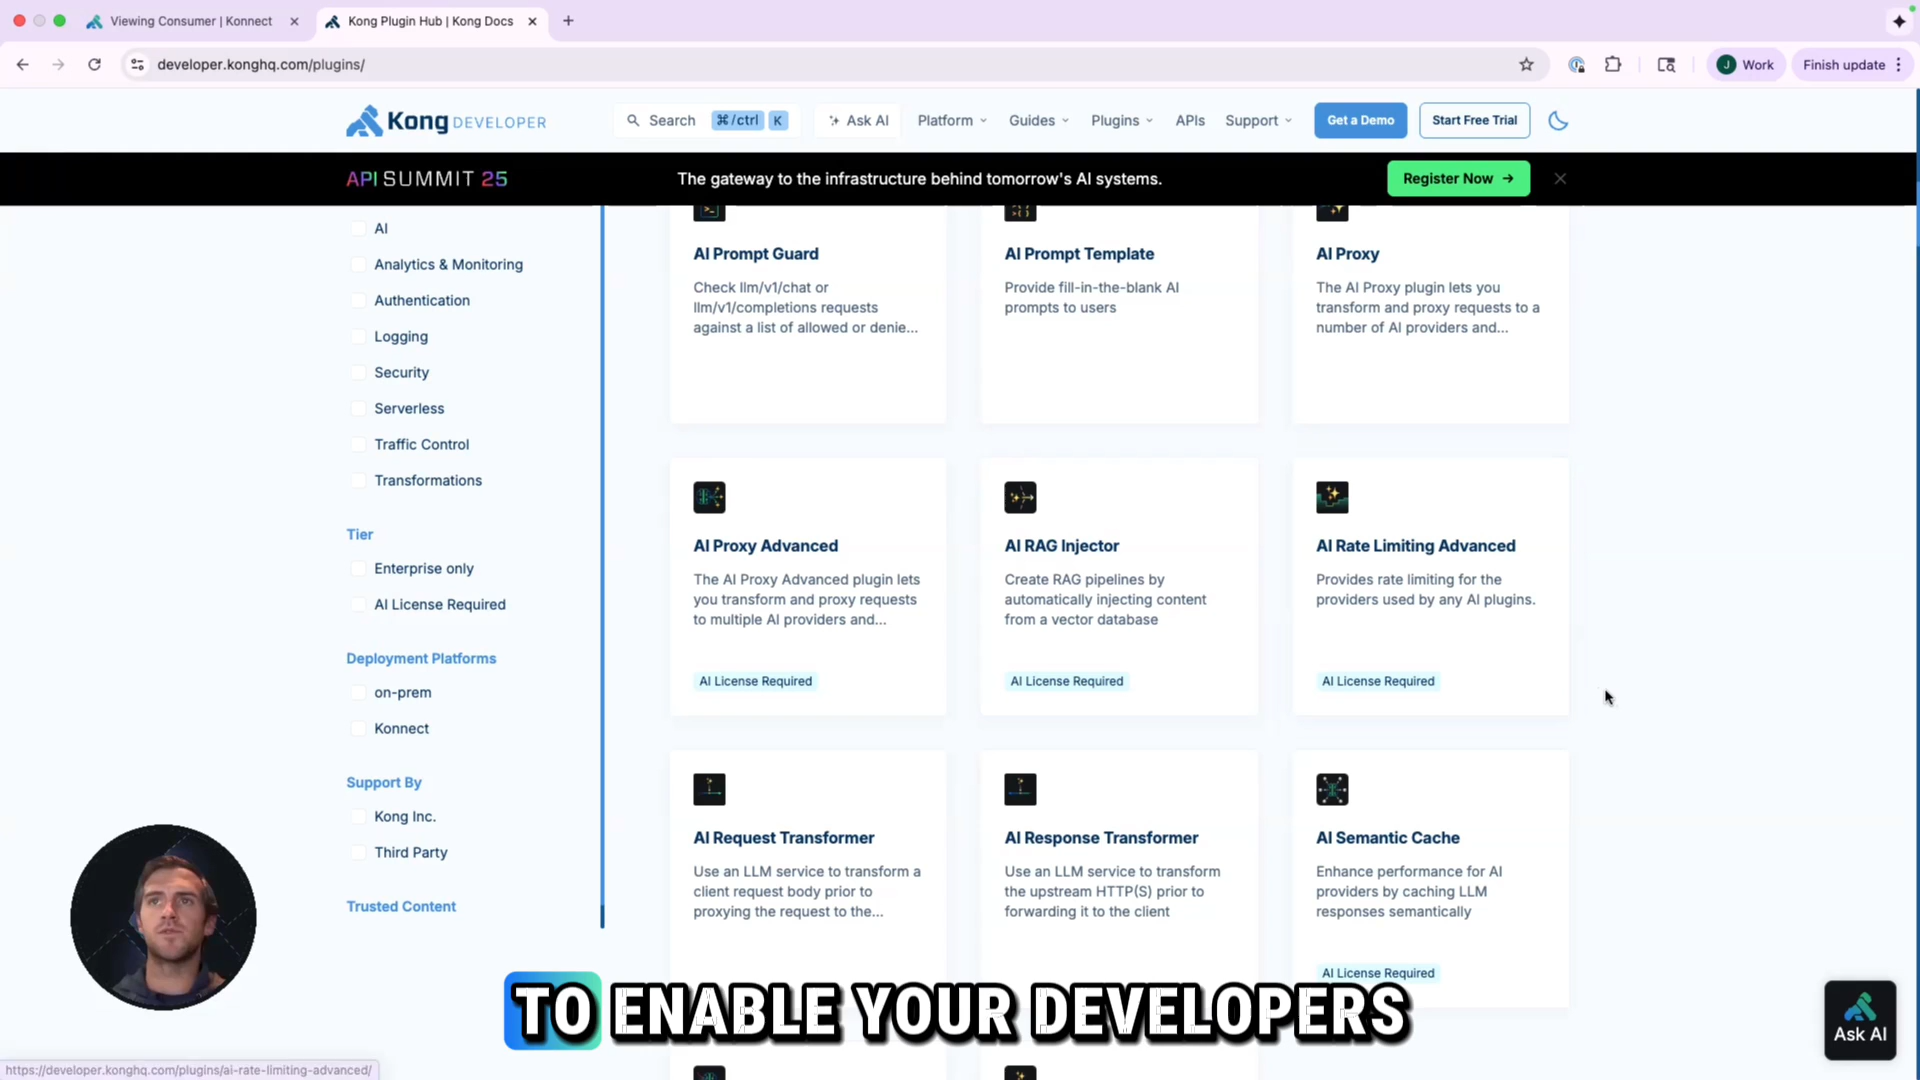 Viewing Consumer | Konnect
Kong Plugin Hub | Kong Docs
developer.konghq.com/plugins/
J
Work
Finish update
Kong DEVELOPER
Search
⌘/ctrl
K
Ask AI
Platform
Guides
Plugins
APIs
Support
Get a Demo
Start Free Trial
API SUMMIT 25
The gateway to the infrastructure behind tomorrow's AI systems.
Register Now →
AI
Analytics & Monitoring
Authentication
Logging
Security
Serverless
Traffic Control
Transformations
Tier
Enterprise only
AI License Required
Deployment Platforms
on-prem
Konnect
Support By
Kong Inc.
Third Party
Trusted Content
AI Prompt Guard
Check llm/v1/chat or
llm/v1/completions requests
against a list of allowed or denie...
AI Prompt Template
Provide fill-in-the-blank AI
prompts to users
AI Proxy
The AI Proxy plugin lets you
transform and proxy requests to a
number of AI providers and...
AI Proxy Advanced
The AI Proxy Advanced plugin lets
you transform and proxy requests
to multiple AI providers and...
AI License Required
AI RAG Injector
Create RAG pipelines by
automatically injecting content
from a vector database
AI License Required
AI Rate Limiting Advanced
Provides rate limiting for the
providers used by any AI plugins.
AI License Required
AI Request Transformer
Use an LLM service to transform a
client request body prior to
proxying the request to the...
AI Response Transformer
Use an LLM service to transform
the upstream HTTP(S) prior to
forwarding it to the client
AI Semantic Cache
Enhance performance for AI
providers by caching LLM
responses semantically
AI License Required
TO ENABLE YOUR DEVELOPERS
Ask AI
https://developer.konghq.com/plugins/ai-rate-limiting-advanced/